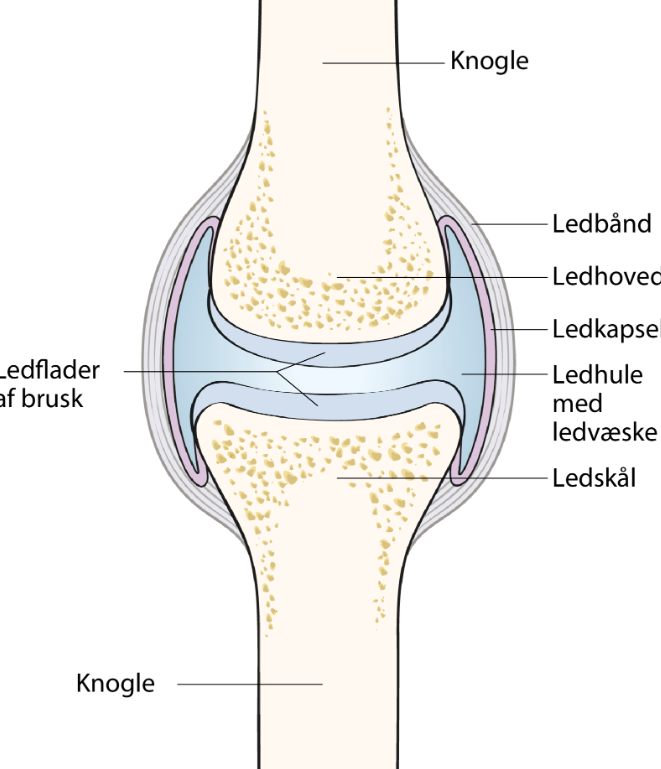 Knogle
Ledbånd
Ledhoved
Ledkapsel
Ledflader
af brusk
Ledhule
med
ledvæske
Ledskål
Knogle